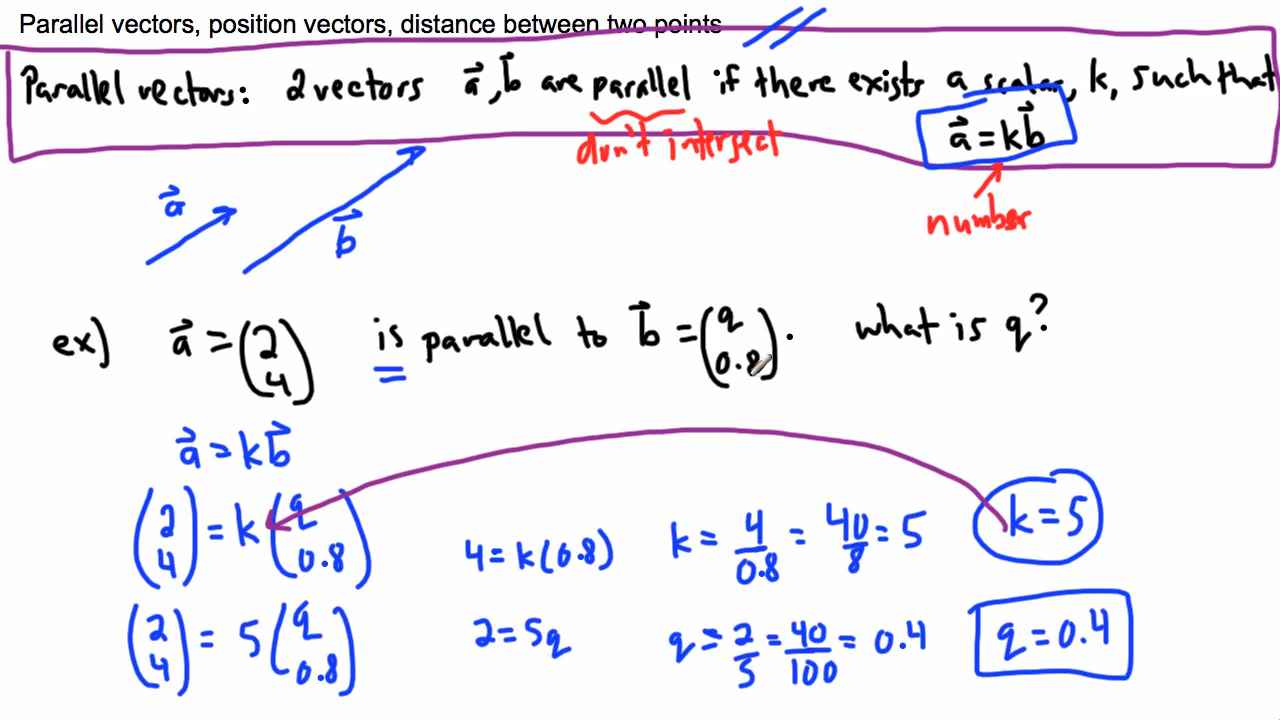 Parallel vectors, position vectors, distance between two points
Parallel vectors: 2 vectors a⃗, b⃗ are parallel if there exists a scalar, k, such that
a⃗ = kb⃗
don't intersect
number
a⃗
b⃗
ex) a⃗ = (2 4) is parallel to b⃗ = (q 0.8). what is q?
a⃗ = kb⃗
(2 4) = k(q 0.8) 4 = k(0.8) k = 4/0.8 = 40/8 = 5 k = 5
(2 4) = 5(q 0.8) 2 = 5q q = 2/5 = 40/100 = 0.4 q = 0.4